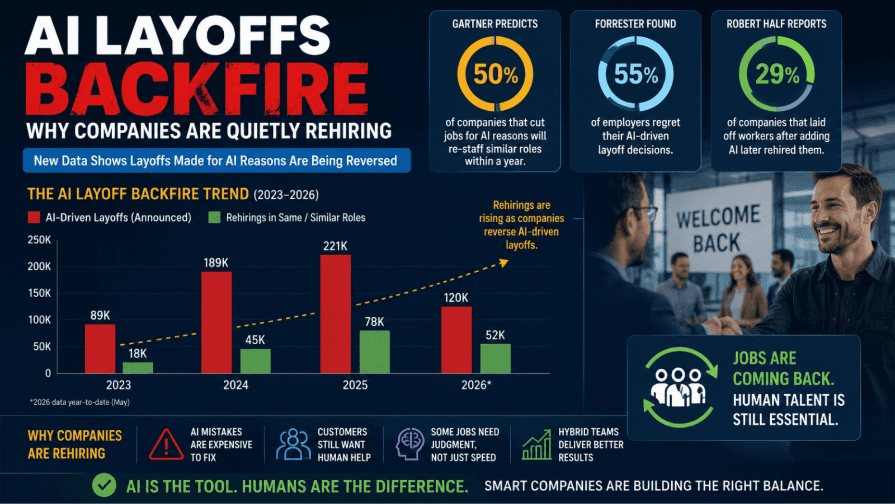 AI LAYOFFS
BACKFIRE
WHY COMPANIES ARE QUIETLY REHIRING
New Data Shows Layoffs Made for AI Reasons Are Being Reversed
GARTNER PREDICTS
50%
of companies that cut
jobs for AI reasons will
re-staff similar roles
within a year.
FORRESTER FOUND
55%
of employers regret
their AI-driven
layoff decisions.
ROBERT HALF REPORTS
29%
of companies that laid
off workers after adding
AI later rehired them.
THE AI LAYOFF BACKFIRE TREND (2023–2026)
AI-Driven Layoffs (Announced)
Rehirings in Same / Similar Roles
Rehirings are
rising as companies
reverse AI-driven
layoffs.
250K
200K
150K
100K
50K
0
89K
18K
189K
45K
221K
78K
120K
52K
2023
2024
2025
2026*
*2026 data year-to-date (May)
WELCOME
BACK
JOBS ARE
COMING BACK.
HUMAN TALENT IS
STILL ESSENTIAL.
WHY COMPANIES
ARE REHIRING
AI MISTAKES
ARE EXPENSIVE
TO FIX
CUSTOMERS
STILL WANT
HUMAN HELP
SOME JOBS NEED
JUDGMENT,
NOT JUST SPEED
HYBRID TEAMS
DELIVER BETTER
RESULTS
AI IS THE TOOL. HUMANS ARE THE DIFFERENCE. SMART COMPANIES ARE BUILDING THE RIGHT BALANCE.